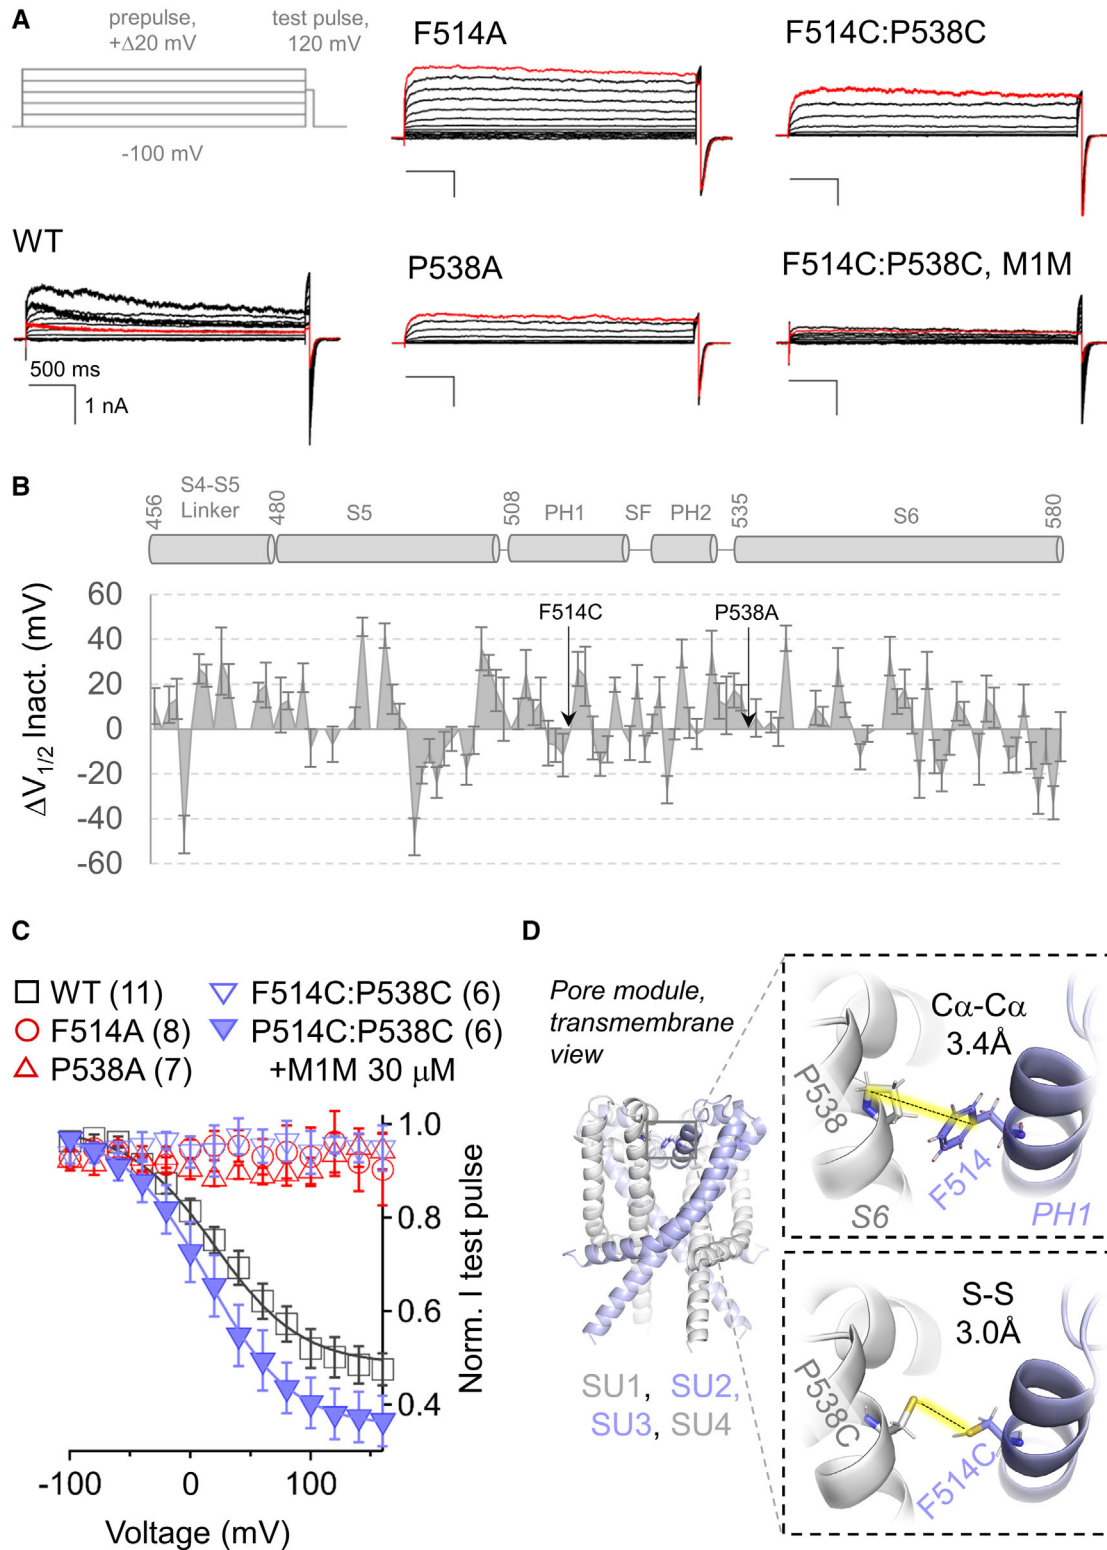 A
prepulse,
+Δ20 mV
test pulse,
120 mV
-100 mV
F514A
F514C:P538C
WT
500 ms
1 nA
P538A
F514C:P538C, M1M
B
456
S4-S5
Linker
480
S5
508
PH1
SF
PH2
535
S6
580
ΔV1/2 Inact. (mV)
60
40
20
0
-20
-40
-60
F514C
P538A
C
WT (11)
F514A (8)
P538A (7)
F514C:P538C (6)
P514C:P538C (6)
+M1M 30 μM
1.0
0.8
0.6
0.4
Norm. I test pulse
-100
0
100
Voltage (mV)
D
Pore module,
transmembrane
view
SU1, SU2,
SU3, SU4
Cα-Cα
3.4Å
P538
F514
S6
PH1
S-S
3.0Å
P538C
F514C